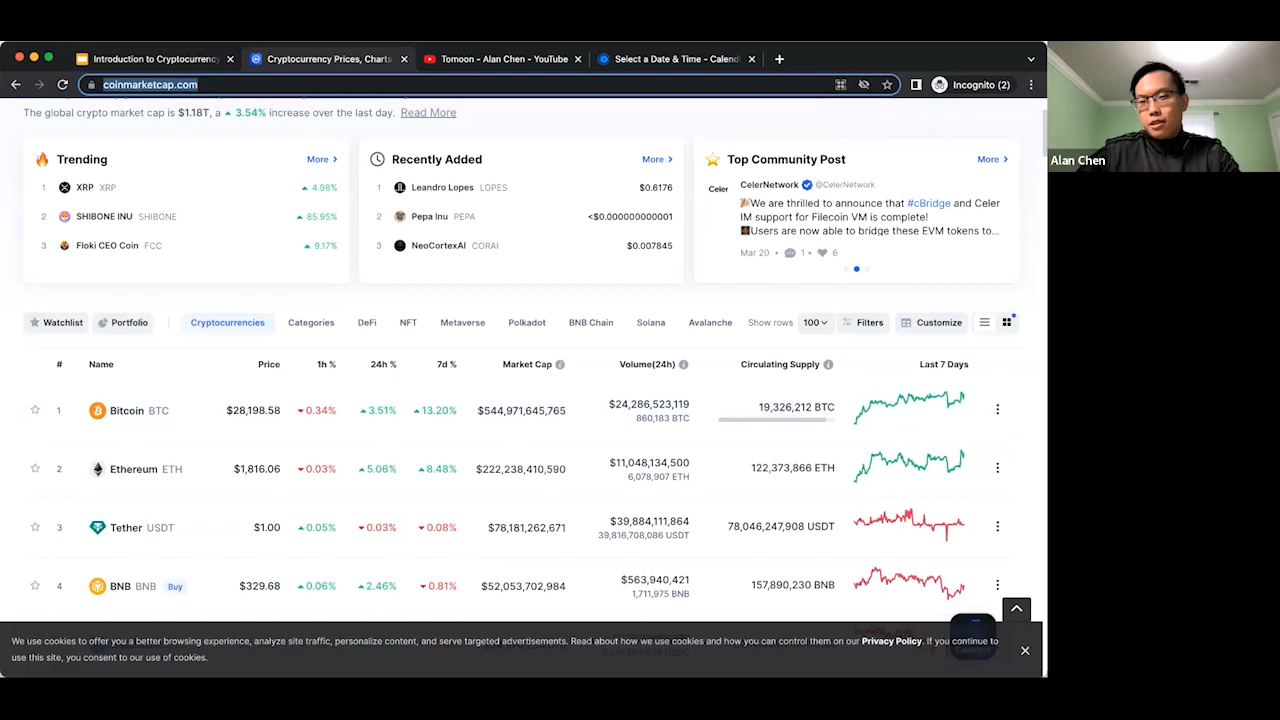 Introduction to Cryptocurrency
Cryptocurrency Prices, Charts
Tomoon - Alan Chen - YouTube
Select a Date & Time - Calendl
coinmarketcap.com
Incognito (2)
Alan Chen
The global crypto market cap is $1.18T, a 3.54% increase over the last day. Read More
Trending
More
1 XRP XRP 4.98%
2 SHIBONE INU SHIBONE 85.95%
3 Floki CEO Coin FCC 9.17%
Recently Added
More
1 Leandro Lopes LOPES $0.6176
2 Pepa Inu PEPA <$0.000000000001
3 NeoCortexAI CORAI $0.007845
Top Community Post
More
Celer
CelerNetwork @CelerNetwork
We are thrilled to announce that #cBridge and Celer
IM support for Filecoin VM is complete!
Users are now able to bridge these EVM tokens to...
Mar 20 • 1 • 6
Watchlist Portfolio Cryptocurrencies Categories DeFi NFT Metaverse Polkadot BNB Chain Solana Avalanche Show rows 100 Filters Customize
# Name Price 1h % 24h % 7d % Market Cap Volume(24h) Circulating Supply Last 7 Days
1 Bitcoin BTC $28,198.58 0.34% 3.51% 13.20% $544,971,645,765 $24,286,523,119 19,326,212 BTC
860,183 BTC
2 Ethereum ETH $1,816.06 0.03% 5.06% 8.48% $222,238,410,590 $11,048,134,500 122,373,866 ETH
6,078,907 ETH
3 Tether USDT $1.00 0.05% 0.03% 0.08% $78,181,262,671 $39,884,111,864 78,046,247,908 USDT
39,816,708,086 USDT
4 BNB BNB Buy $329.68 0.06% 2.46% 0.81% $52,053,702,984 $563,940,421 157,890,230 BNB
1,711,975 BNB
We use cookies to offer you a better browsing experience, analyze site traffic, personalize content, and serve targeted advertisements. Read about how we use cookies and how you can control them on our Privacy Policy. If you continue to
use this site, you consent to our use of cookies.